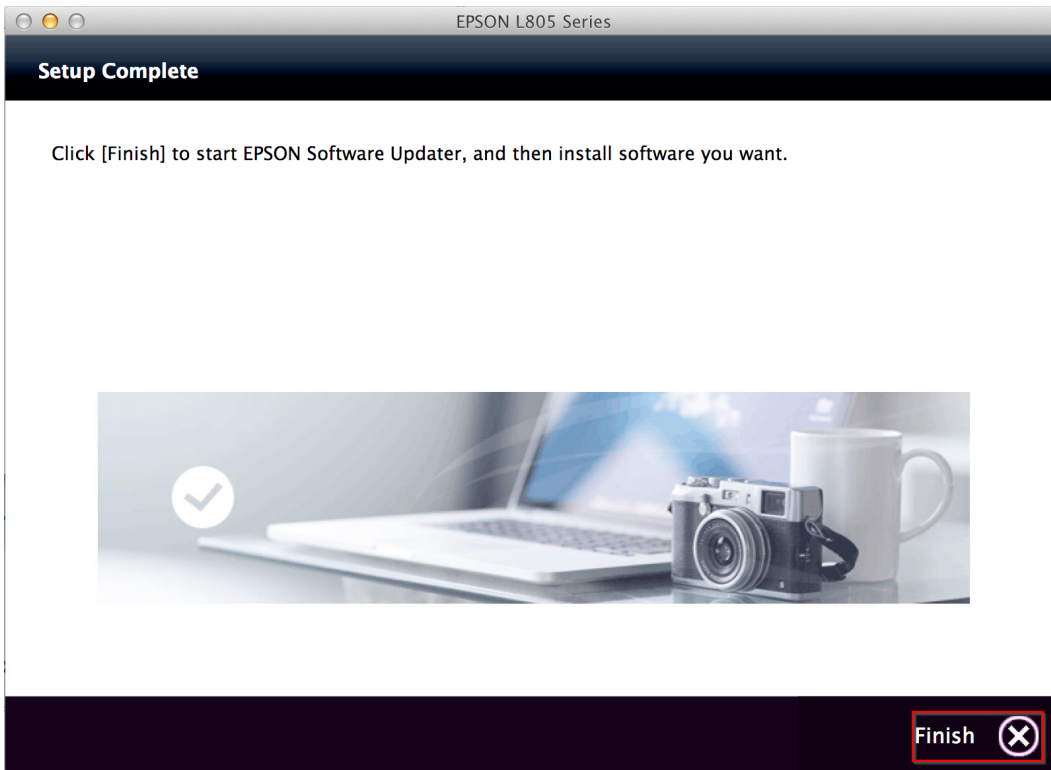 EPSON L805 Series
Setup Complete
Click [Finish] to start EPSON Software Updater, and then install software you want.
Finish